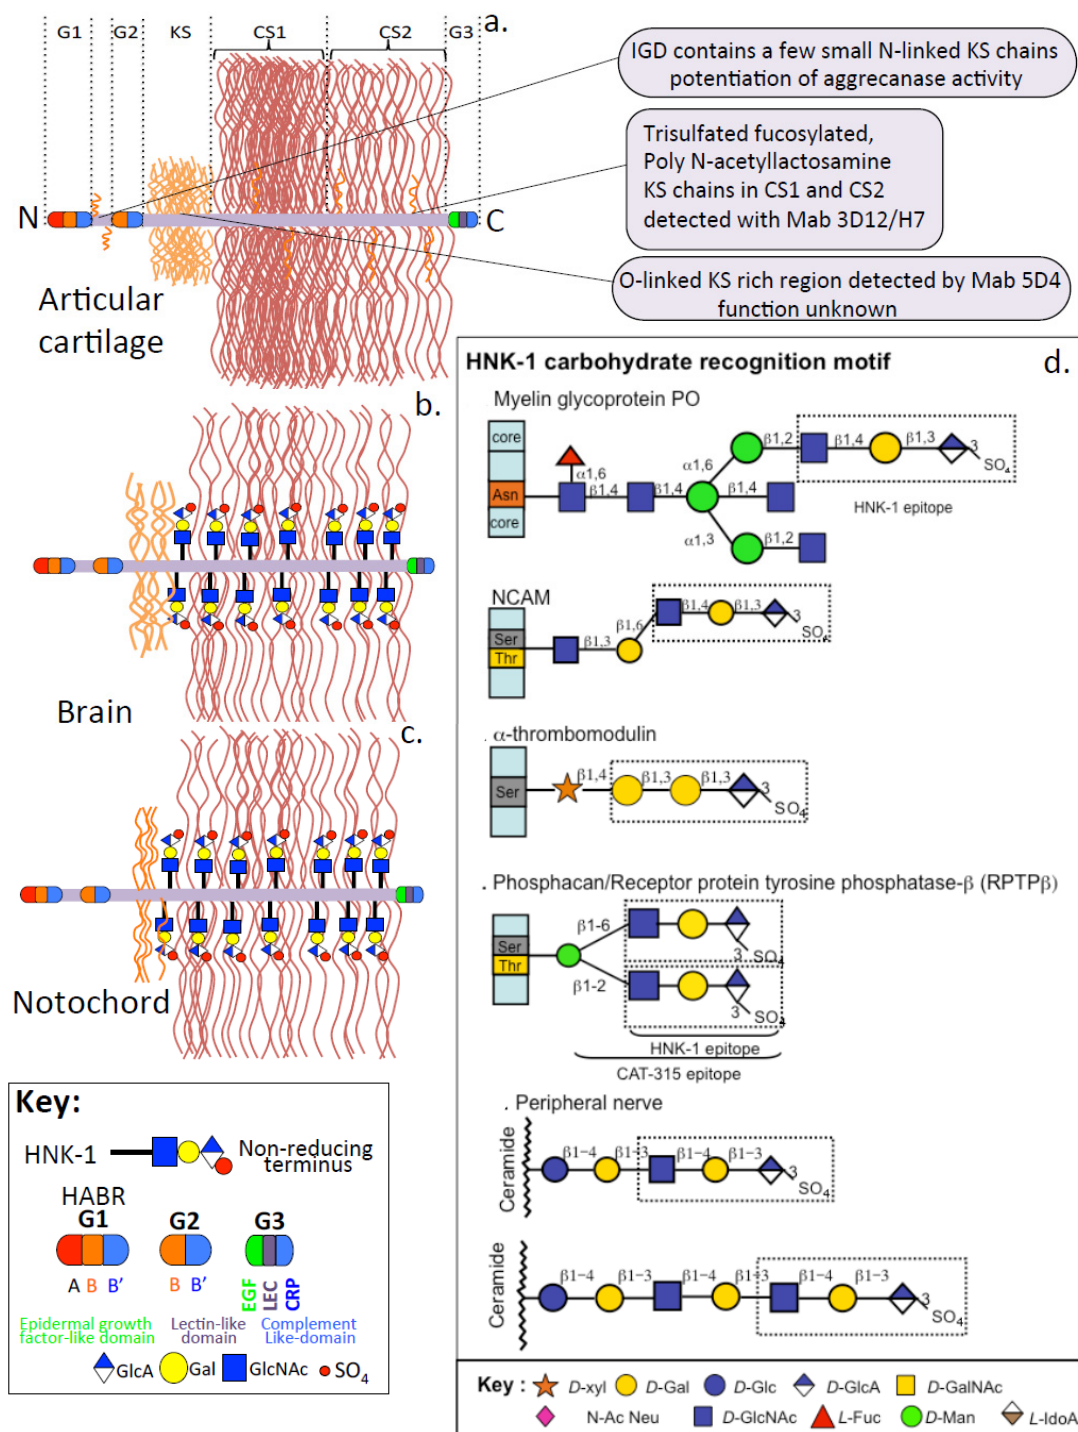 a.
G1 G2 KS CS1 CS2 G3
IGD contains a few small N-linked KS chains
potentiation of aggrecanase activity
Trisulfated fucosylated,
Poly N-acetyllactosamine
KS chains in CS1 and CS2
detected with Mab 3D12/H7
N C
O-linked KS rich region detected by Mab 5D4
function unknown
Articular
cartilage
b.
Brain
c.
Notochord
d.
HNK-1 carbohydrate recognition motif
Myelin glycoprotein PO
core
Asn
core
α1,6
β1,4
β1,4
α1,6
β1,4
α1,3
β1,2
β1,2
β1,4
β1,3
3
SO4
HNK-1 epitope
NCAM
Ser
Thr
β1,3
β1,6
β1,4
β1,3
3
SO4
. α-thrombomodulin
Ser
β1,4
β1,3
β1,3
3
SO4
. Phosphacan/Receptor protein tyrosine phosphatase-β (RPTPβ)
Ser
Thr
β1-6
β1-2
3
SO4
3
SO4
HNK-1 epitope
CAT-315 epitope
. Peripheral nerve
Ceramide
β1-4 β1-3 β1-4 β1-3
3
SO4
Ceramide
β1-4 β1-3 β1-4 β1-3 β1-4 β1-3
3
SO4
Key : D-xyl D-Gal D-Glc D-GlcA D-GalNAc
N-Ac Neu D-GlcNAc L-Fuc D-Man L-IdoA
Key:
HNK-1
Non-reducing
terminus
HABR
G1 G2 G3
A B B' B B' EGF LEC CRP
Epidermal growth
factor-like domain
Lectin-like
domain
Complement
Like-domain
GlcA Gal GlcNAc SO4